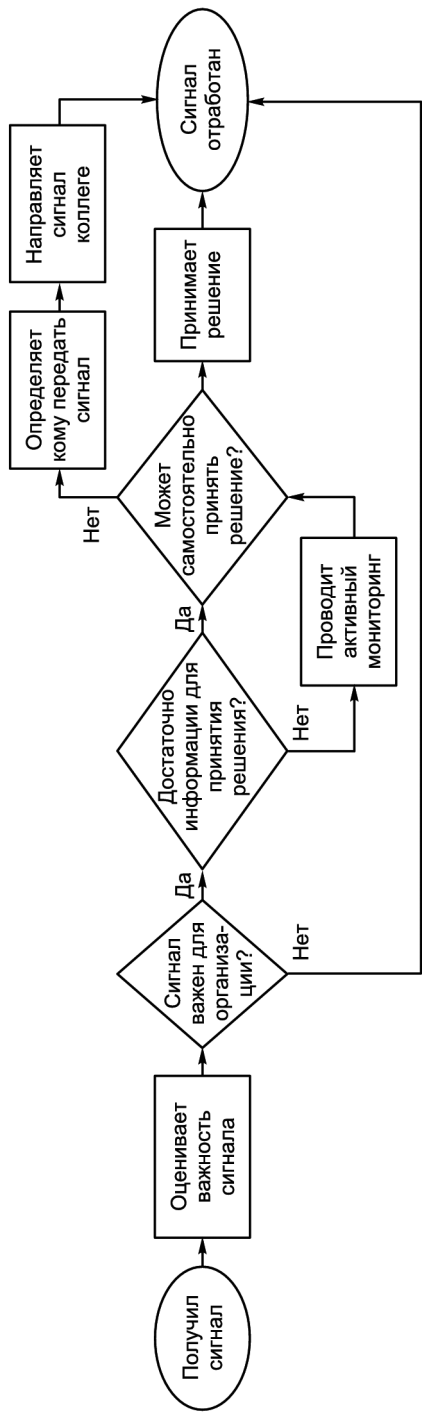 Получил
сигнал
Оценивает
важность
сигнала
Сигнал
важен для
организа-
ции?
Да
Нет
Достаточно
информации для
принятия
решения?
Да
Нет
Проводит
активный
мониторинг
Может
самостоятельно
принять
решение?
Нет
Определяет
кому передать
сигнал
Направляет
сигнал
коллеге
Принимает
решение
Сигнал
отработан